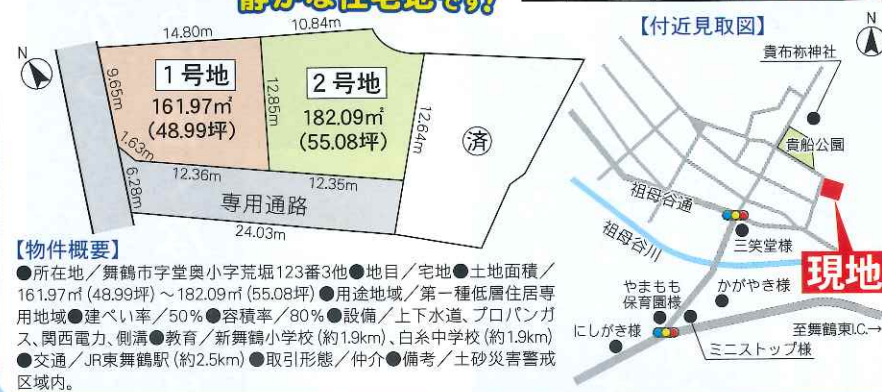 静かな住宅地です!
N
14.80m
10.84m
9.65m
1号地
161.97㎡
(48.99坪)
12.85m
2号地
182.09㎡
(55.08坪)
12.64m
済
1.63m
12.36m
12.35m
6.28m
専用通路
24.03m
【物件概要】
●所在地/舞鶴市字堂奥小字荒堀123番3他●地目/宅地●土地面積/
161.97㎡(48.99坪)~182.09㎡(55.08坪)●用途地域/第一種低層住居専
用地域●建ぺい率/50%●容積率/80%●設備/上下水道、プロパンガ
ス、関西電力、側溝●教育/新舞鶴小学校(約1.9km)、白糸中学校(約1.9km)
●交通/JR東舞鶴駅(約2.5km)●取引形態/仲介●備考/土砂災害警戒
区域内。
【付近見取図】
N
貴布祢神社
貴船公園
祖母谷通
祖母谷川
三笑堂様
現地
やまもも
保育園様
かがやき様
にしがき様
至舞鶴東I.C.→
ミニストップ様